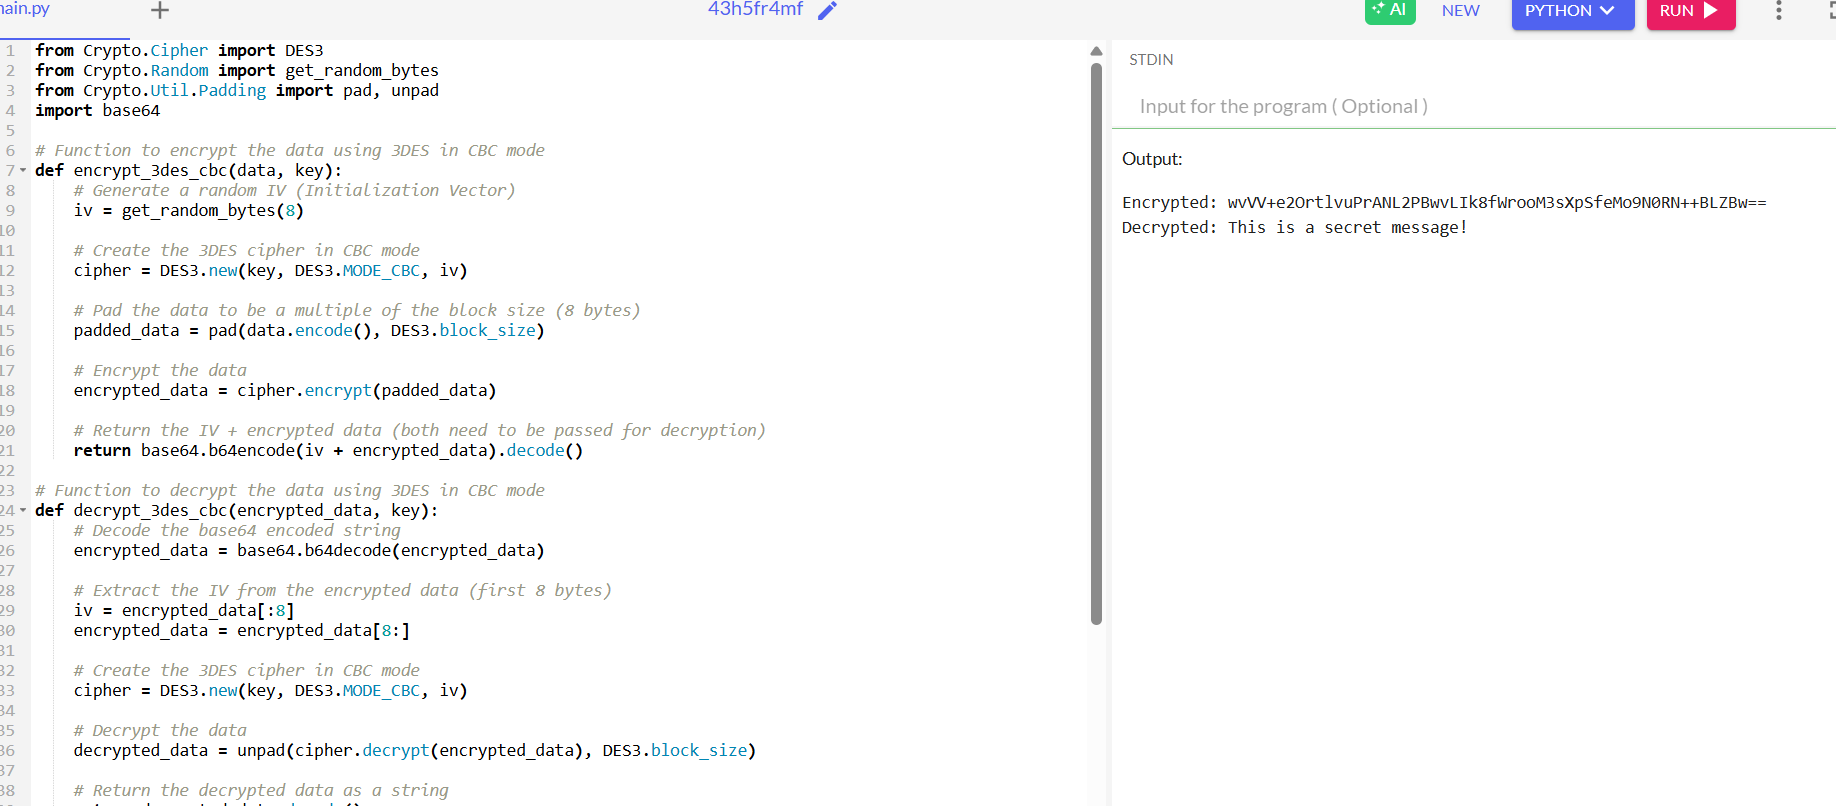 main.py
43h5fr4mf
AI
NEW
PYTHON
RUN
1 from Crypto.Cipher import DES3
2 from Crypto.Random import get_random_bytes
3 from Crypto.Util.Padding import pad, unpad
4 import base64
5
6 # Function to encrypt the data using 3DES in CBC mode
7 def encrypt_3des_cbc(data, key):
8     # Generate a random IV (Initialization Vector)
9     iv = get_random_bytes(8)
10
11     # Create the 3DES cipher in CBC mode
12     cipher = DES3.new(key, DES3.MODE_CBC, iv)
13
14     # Pad the data to be a multiple of the block size (8 bytes)
15     padded_data = pad(data.encode(), DES3.block_size)
16
17     # Encrypt the data
18     encrypted_data = cipher.encrypt(padded_data)
19
20     # Return the IV + encrypted data (both need to be passed for decryption)
21     return base64.b64encode(iv + encrypted_data).decode()
22
23 # Function to decrypt the data using 3DES in CBC mode
24 def decrypt_3des_cbc(encrypted_data, key):
25     # Decode the base64 encoded string
26     encrypted_data = base64.b64decode(encrypted_data)
27
28     # Extract the IV from the encrypted data (first 8 bytes)
29     iv = encrypted_data[:8]
30     encrypted_data = encrypted_data[8:]
31
32     # Create the 3DES cipher in CBC mode
33     cipher = DES3.new(key, DES3.MODE_CBC, iv)
34
35     # Decrypt the data
36     decrypted_data = unpad(cipher.decrypt(encrypted_data), DES3.block_size)
37
38     # Return the decrypted data as a string
STDIN
Input for the program ( Optional )
Output:
Encrypted: wvVV+e2OrtlvuPrANL2PBwvLIk8fWrooM3sXpSfeMo9N0RN++BLZBw==
Decrypted: This is a secret message!